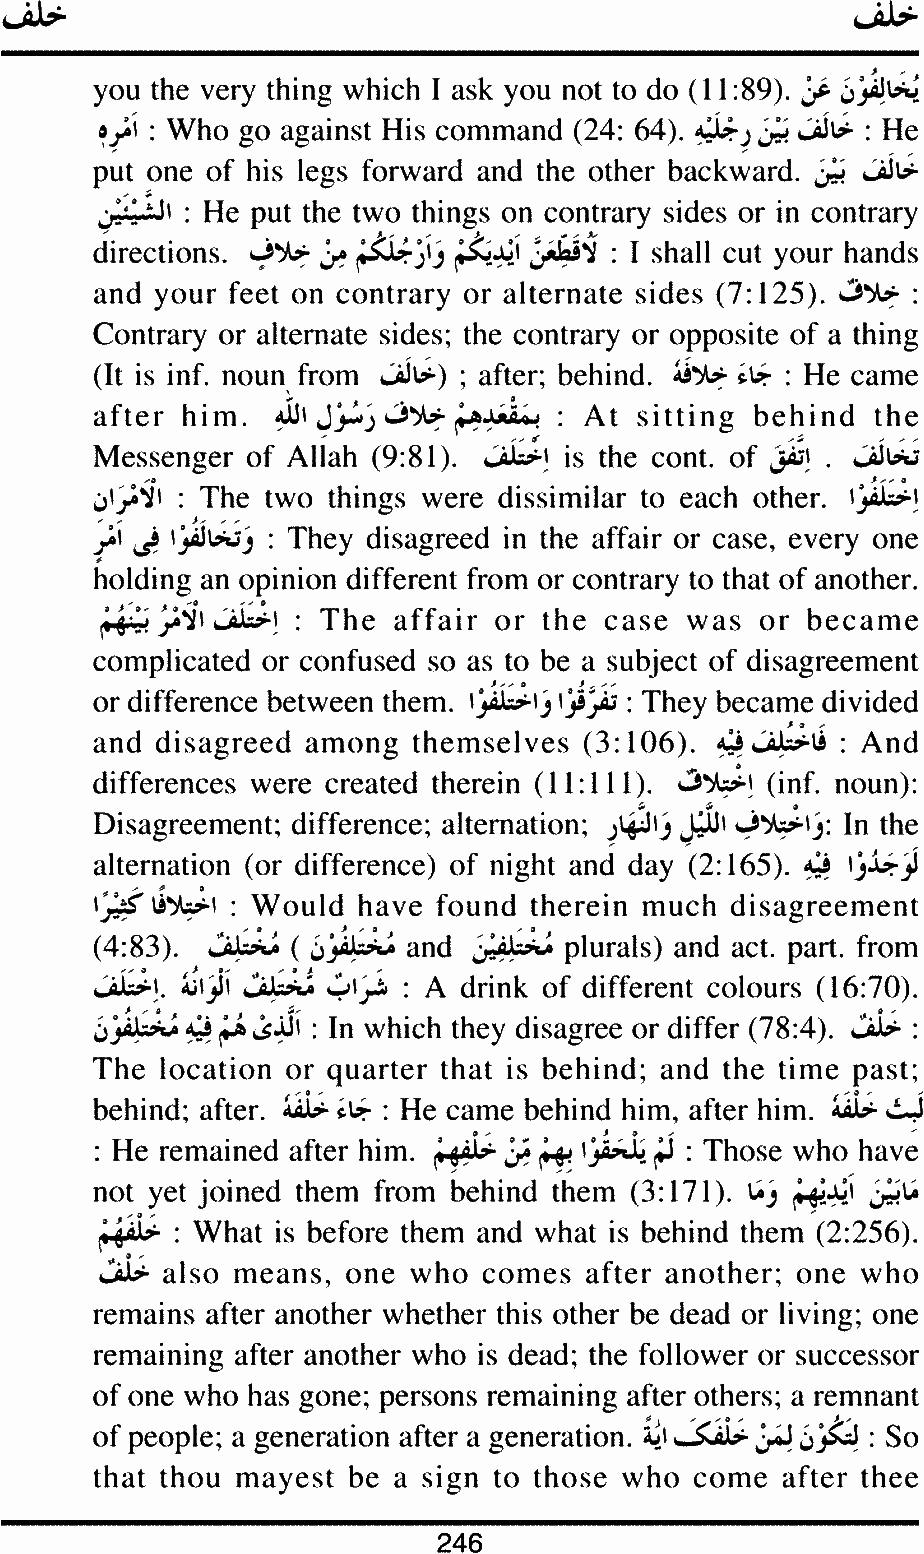 خلف خلف
you the very thing which I ask you not to do (11:89). يُخَالِفُوْنَ عَنْ
اَمْرِهٖ : Who go against His command (24: 64). خَالَفَ بَيْنَ رِجْلَيْهِ : He
put one of his legs forward and the other backward. خَالَفَ بَيْنَ
الشَّيْئَيْنِ : He put the two things on contrary sides or in contrary
directions. لَاُقَطِّعَنَّ اَيْدِيَكُمْ وَاَرْجُلَكُمْ مِنْ خِلَافٍ : I shall cut your hands
and your feet on contrary or alternate sides (7:125). خِلَافٌ :
Contrary or alternate sides; the contrary or opposite of a thing
(It is inf. noun from خَالَفَ) ; after; behind. جَاءَ خِلَافَهُ : He came
after him. بِمَقْعَدِهِمْ خِلَافَ رَسُوْلِ اللّٰهِ : At sitting behind the
Messenger of Allah (9:81). اِخْتَلَفَ is the cont. of اِتَّفَقَ . تَخَالَفَ
الْاَمْرَانِ : The two things were dissimilar to each other. اِخْتَلَفُوْا
وَتَخَالَفُوْا فِى اَمْرٍ : They disagreed in the affair or case, every one
holding an opinion different from or contrary to that of another.
اِخْتَلَفَ الْاَمْرُ بَيْنَهُمْ : The affair or the case was or became
complicated or confused so as to be a subject of disagreement
or difference between them. تَفَرَّقُوْا وَاخْتَلَفُوْا : They became divided
and disagreed among themselves (3:106). فَاخْتُلِفَ فِيْهِ : And
differences were created therein (11:111). اِخْتِلَافٌ (inf. noun):
Disagreement; difference; alternation; وَاخْتِلَافِ اللَّيْلِ وَالنَّهَارِ: In the
alternation (or difference) of night and day (2:165). لَوَجَدُوْا فِيْهِ
اخْتِلَافًا كَثِيْرًا : Would have found therein much disagreement
(4:83). مُخْتَلِفٌ ( مُخْتَلِفُوْنَ and مُخْتَلِفِيْنَ plurals) and act. part. from
اِخْتَلَفَ. شَرَابٌ مُخْتَلِفٌ اَلْوَانُهُ : A drink of different colours (16:70).
اَلَّذِىْ هُمْ فِيْهِ مُخْتَلِفُوْنَ : In which they disagree or differ (78:4). خَلْفٌ :
The location or quarter that is behind; and the time past;
behind; after. جَاءَ خَلْفَهُ : He came behind him, after him. لَبِثَ خَلْفَهُ
: He remained after him. لَمْ يَلْحَقُوْا بِهِمْ مِّنْ خَلْفِهِمْ : Those who have
not yet joined them from behind them (3:171). مَابَيْنَ اَيْدِيْهِمْ وَمَا
خَلْفَهُمْ : What is before them and what is behind them (2:256).
خَلْفٌ also means, one who comes after another; one who
remains after another whether this other be dead or living; one
remaining after another who is dead; the follower or successor
of one who has gone; persons remaining after others; a remnant
of people; a generation after a generation. لِتَكُوْنَ لِمَنْ خَلْفَكَ اٰيَةً : So
that thou mayest be a sign to those who come after thee
246